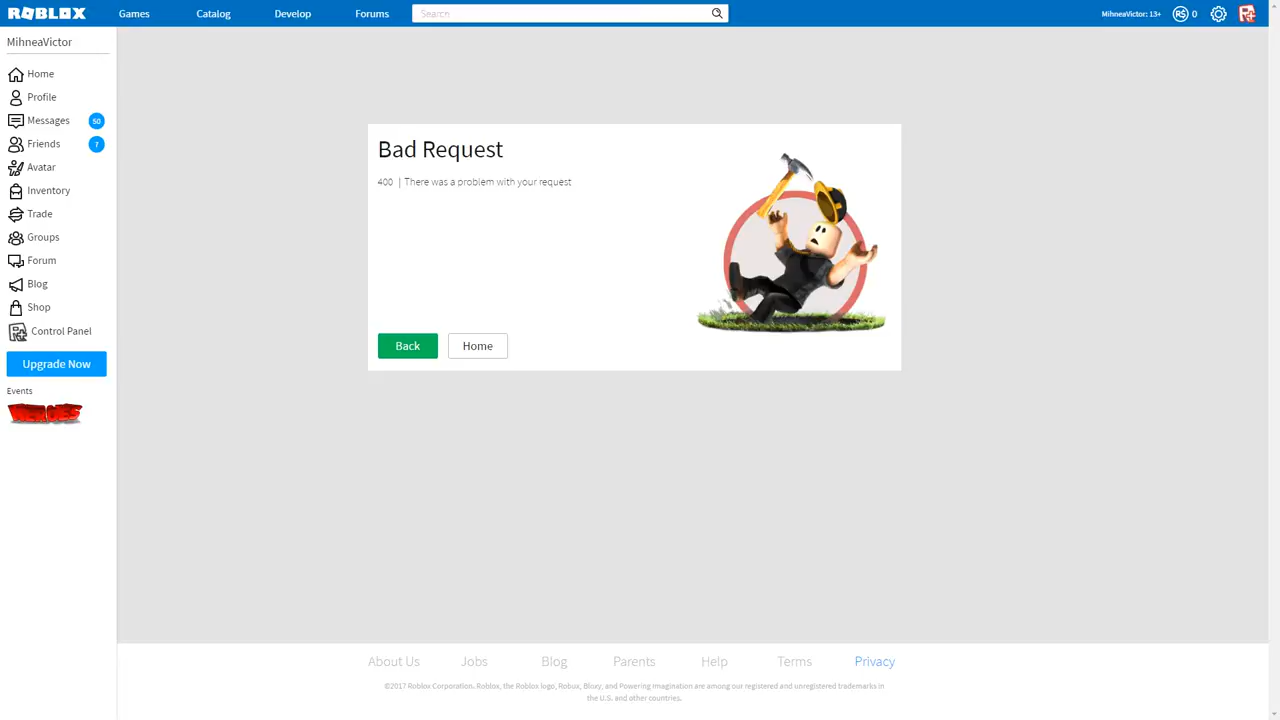 ROBLOX
Games
Catalog
Develop
Forums
Search
MihneaVictor: 13+
R$ 0
MihneaVictor
Home
Profile
Messages 50
Friends 7
Avatar
Inventory
Trade
Groups
Forum
Blog
Shop
Control Panel
Upgrade Now
Events
Bad Request
400 | There was a problem with your request
Back
Home
About Us
Jobs
Blog
Parents
Help
Terms
Privacy
©2017 Roblox Corporation. Roblox, the Roblox logo, Robux, Bloxy, and Powering Imagination are among our registered and unregistered trademarks in
the U.S. and other countries.